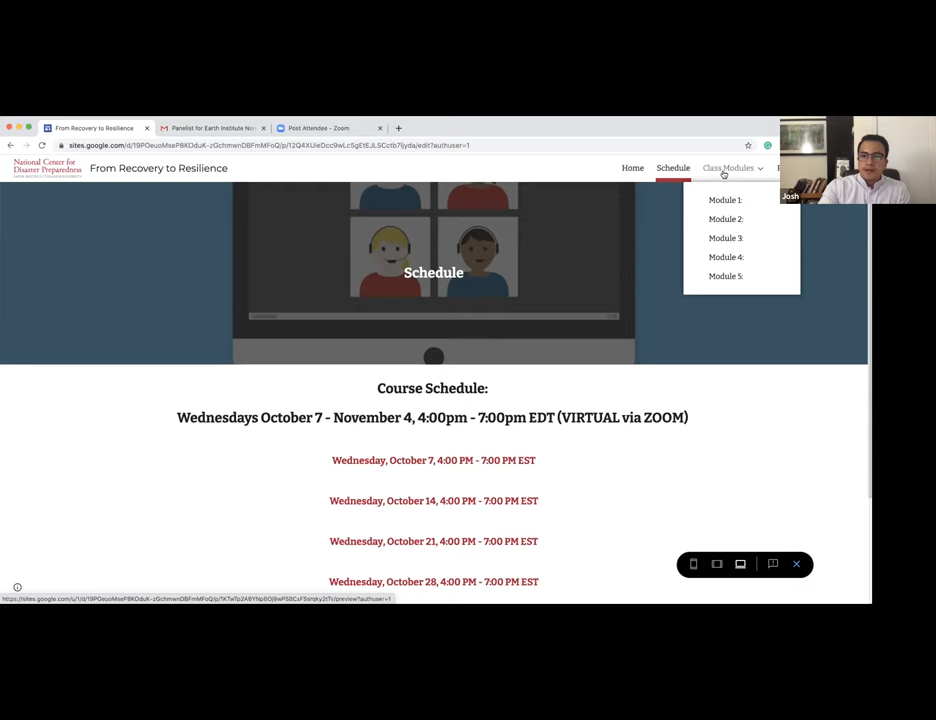 From Recovery to Resilience
Panelist for Earth Institute Non
Post Attendee - Zoom
National Center for
Disaster Preparedness
From Recovery to Resilience
Home
Schedule
Class Modules
Josh
Module 1:
Module 2:
Module 3:
Module 4:
Module 5:
Schedule
Course Schedule:
Wednesdays October 7 - November 4, 4:00pm - 7:00pm EDT (VIRTUAL via ZOOM)
Wednesday, October 7, 4:00 PM - 7:00 PM EST
Wednesday, October 14, 4:00 PM - 7:00 PM EST
Wednesday, October 21, 4:00 PM - 7:00 PM EST
Wednesday, October 28, 4:00 PM - 7:00 PM EST